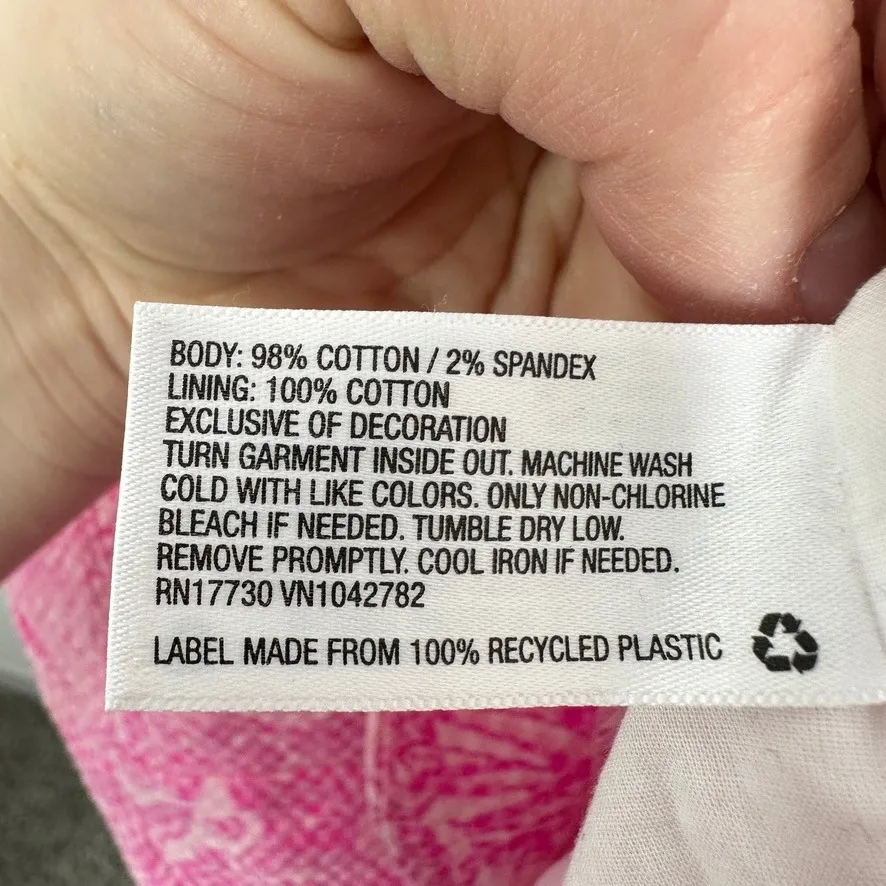 BODY: 98% COTTON / 2% SPANDEX
LINING: 100% COTTON
EXCLUSIVE OF DECORATION
TURN GARMENT INSIDE OUT. MACHINE WASH
COLD WITH LIKE COLORS. ONLY NON-CHLORINE
BLEACH IF NEEDED. TUMBLE DRY LOW.
REMOVE PROMPTLY. COOL IRON IF NEEDED.
RN17730 VN1042782
LABEL MADE FROM 100% RECYCLED PLASTIC